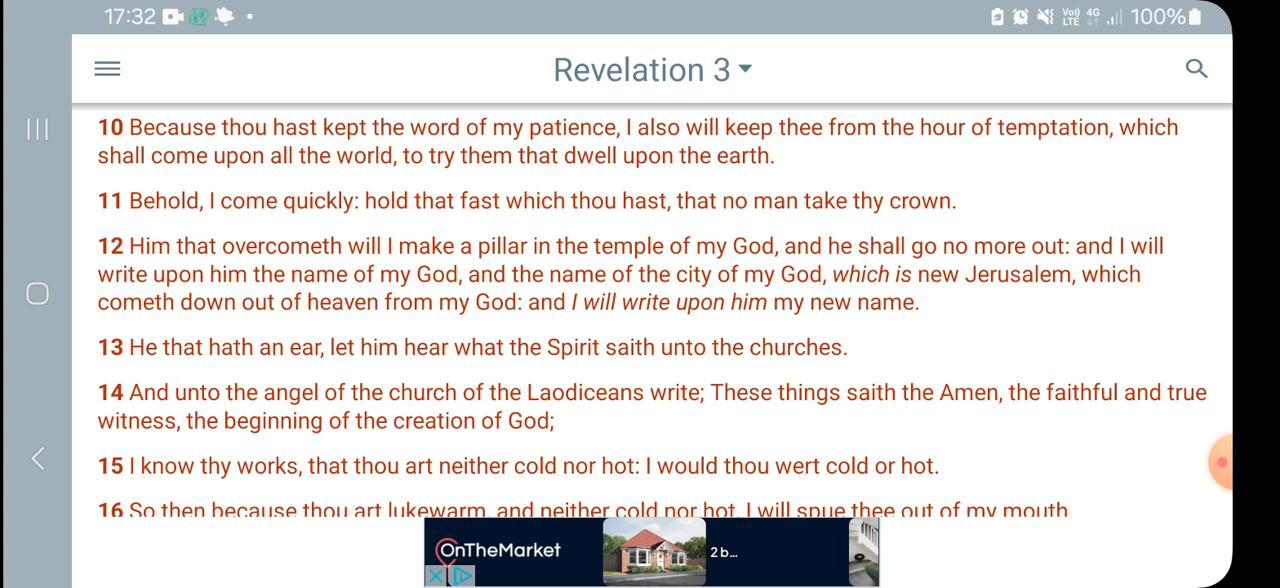 17:32
Vo)) 4G 100%
LTE
Revelation 3
10 Because thou hast kept the word of my patience, I also will keep thee from the hour of temptation, which
shall come upon all the world, to try them that dwell upon the earth.
11 Behold, I come quickly: hold that fast which thou hast, that no man take thy crown.
12 Him that overcometh will I make a pillar in the temple of my God, and he shall go no more out: and I will
write upon him the name of my God, and the name of the city of my God, which is new Jerusalem, which
cometh down out of heaven from my God: and I will write upon him my new name.
13 He that hath an ear, let him hear what the Spirit saith unto the churches.
14 And unto the angel of the church of the Laodiceans write; These things saith the Amen, the faithful and true
witness, the beginning of the creation of God;
15 I know thy works, that thou art neither cold nor hot: I would thou wert cold or hot.
16 So then because thou art lukewarm, and neither cold nor hot, I will spue thee out of my mouth
OnTheMarket
2 b...